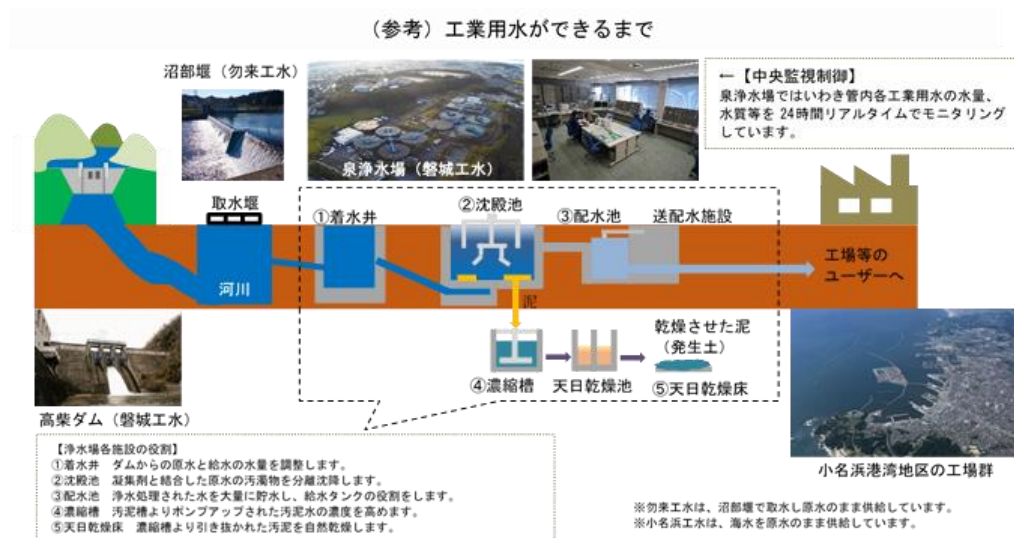 (参考)工業用水ができるまで
沼部堰(勿来工水)
泉浄水場(磐城工水)
←【中央監視制御】
泉浄水場ではいわき管内各工業用水の水量、
水質等を24時間リアルタイムでモニタリング
しています。
取水堰
①着水井
②沈殿池
③配水池
送配水施設
河川
工場等の
ユーザーへ
泥
乾燥させた泥
(発生土)
④濃縮槽
天日乾燥池
⑤天日乾燥床
高柴ダム(磐城工水)
小名浜港湾地区の工場群
【浄水場各施設の役割】
①着水井 ダムからの原水と給水の水量を調整します。
②沈殿池 凝集剤と結合した原水の汚濁物を分離沈降します。
③配水池 浄水処理された水を大量に貯水し、給水タンクの役割をします。
④濃縮槽 汚泥槽よりポンプアップされた汚泥水の濃度を高めます。
⑤天日乾燥床 濃縮槽より引き抜かれた汚泥を自然乾燥します。
※勿来工水は、沼部堰で取水し原水のまま供給しています。
※小名浜工水は、海水を原水のまま供給しています。